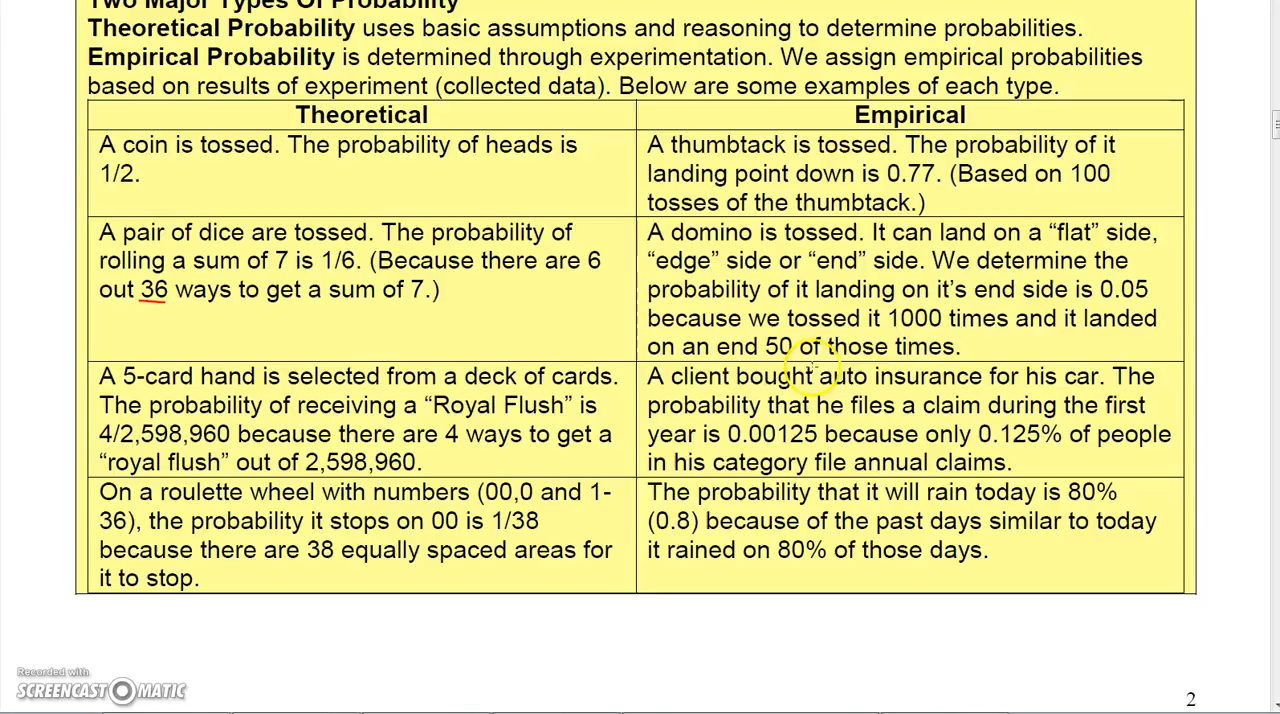 Two Major Types Of Probability
Theoretical Probability uses basic assumptions and reasoning to determine probabilities.
Empirical Probability is determined through experimentation. We assign empirical probabilities
based on results of experiment (collected data). Below are some examples of each type.
Theoretical
Empirical
A coin is tossed. The probability of heads is
1/2.
A thumbtack is tossed. The probability of it
landing point down is 0.77. (Based on 100
tosses of the thumbtack.)
A pair of dice are tossed. The probability of
rolling a sum of 7 is 1/6. (Because there are 6
out 36 ways to get a sum of 7.)
A domino is tossed. It can land on a “flat” side,
“edge” side or “end” side. We determine the
probability of it landing on it’s end side is 0.05
because we tossed it 1000 times and it landed
on an end 50 of those times.
A 5-card hand is selected from a deck of cards.
The probability of receiving a “Royal Flush” is
4/2,598,960 because there are 4 ways to get a
“royal flush” out of 2,598,960.
A client bought auto insurance for his car. The
probability that he files a claim during the first
year is 0.00125 because only 0.125% of people
in his category file annual claims.
On a roulette wheel with numbers (00,0 and 1-
36), the probability it stops on 00 is 1/38
because there are 38 equally spaced areas for
it to stop.
The probability that it will rain today is 80%
(0.8) because of the past days similar to today
it rained on 80% of those days.
Recorded with
SCREENCAST MATIC
2